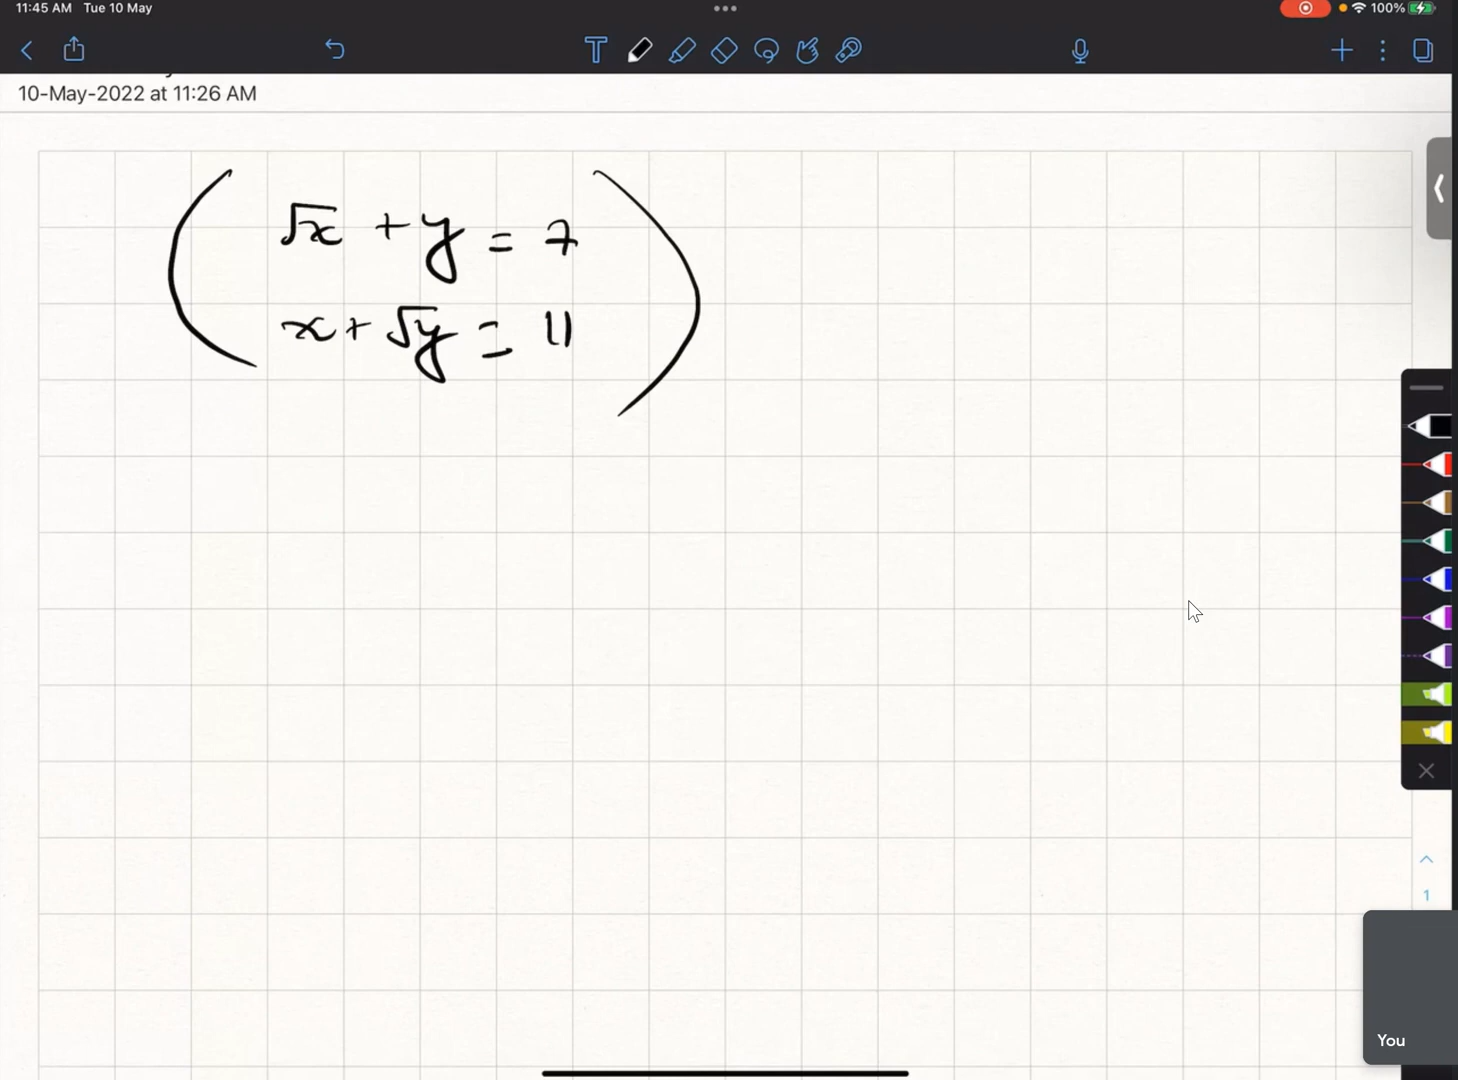 11:45 AM Tue 10 May
100%
T
10-May-2022 at 11:26 AM
√x + y = 7
x + √y = 11
1
You